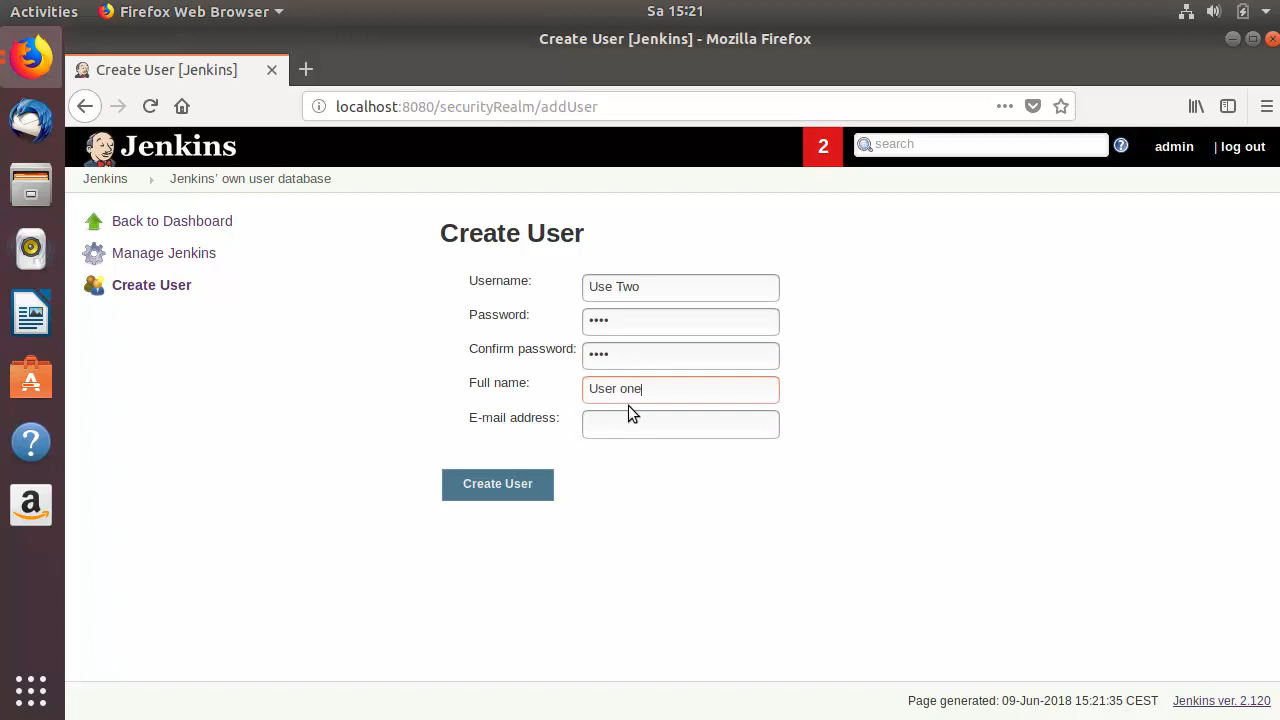 Activities Firefox Web Browser Sa 15:21
Create User [Jenkins] - Mozilla Firefox
Create User [Jenkins]
localhost:8080/securityRealm/addUser
Jenkins 2 search admin | log out
Jenkins Jenkins' own user database
Back to Dashboard
Manage Jenkins
Create User
Create User
Username: Use Two
Password: ••••
Confirm password: ••••
Full name: User one
E-mail address:
Create User
Page generated: 09-Jun-2018 15:21:35 CEST Jenkins ver. 2.120